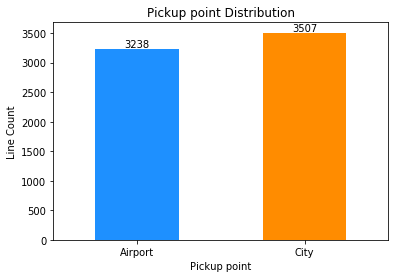 Pickup point Distribution
3507
3238
3500
3000
2500
2000
1500
1000
500
0
Line Count
Airport
City
Pickup point